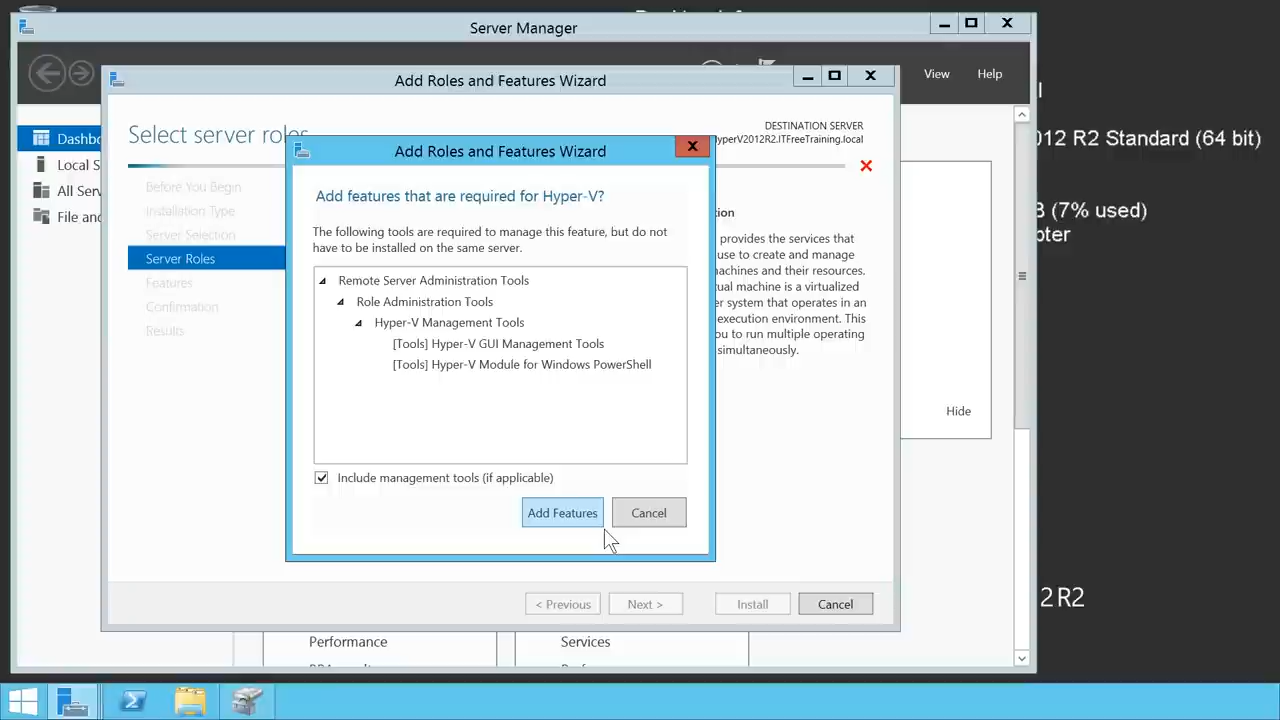 Server Manager
View
Help
Add Roles and Features Wizard
Select server roles
DESTINATION SERVER
HyperV2012R2.ITFreeTraining.local
Before You Begin
Installation Type
Server Selection
Server Roles
Features
Confirmation
Results
Add Roles and Features Wizard
Add features that are required for Hyper-V?
The following tools are required to manage this feature, but do not
have to be installed on the same server.
Remote Server Administration Tools
Role Administration Tools
Hyper-V Management Tools
[Tools] Hyper-V GUI Management Tools
[Tools] Hyper-V Module for Windows PowerShell
Include management tools (if applicable)
Add Features
Cancel
provides the services that
use to create and manage
machines and their resources.
tual machine is a virtualized
er system that operates in an
execution environment. This
ou to run multiple operating
simultaneously.
< Previous
Next >
Install
Cancel
Dashbo
Local S
All Serv
File and
Hide
Performance
Services
012 R2 Standard (64 bit)
B (7% used)
pter
2 R2